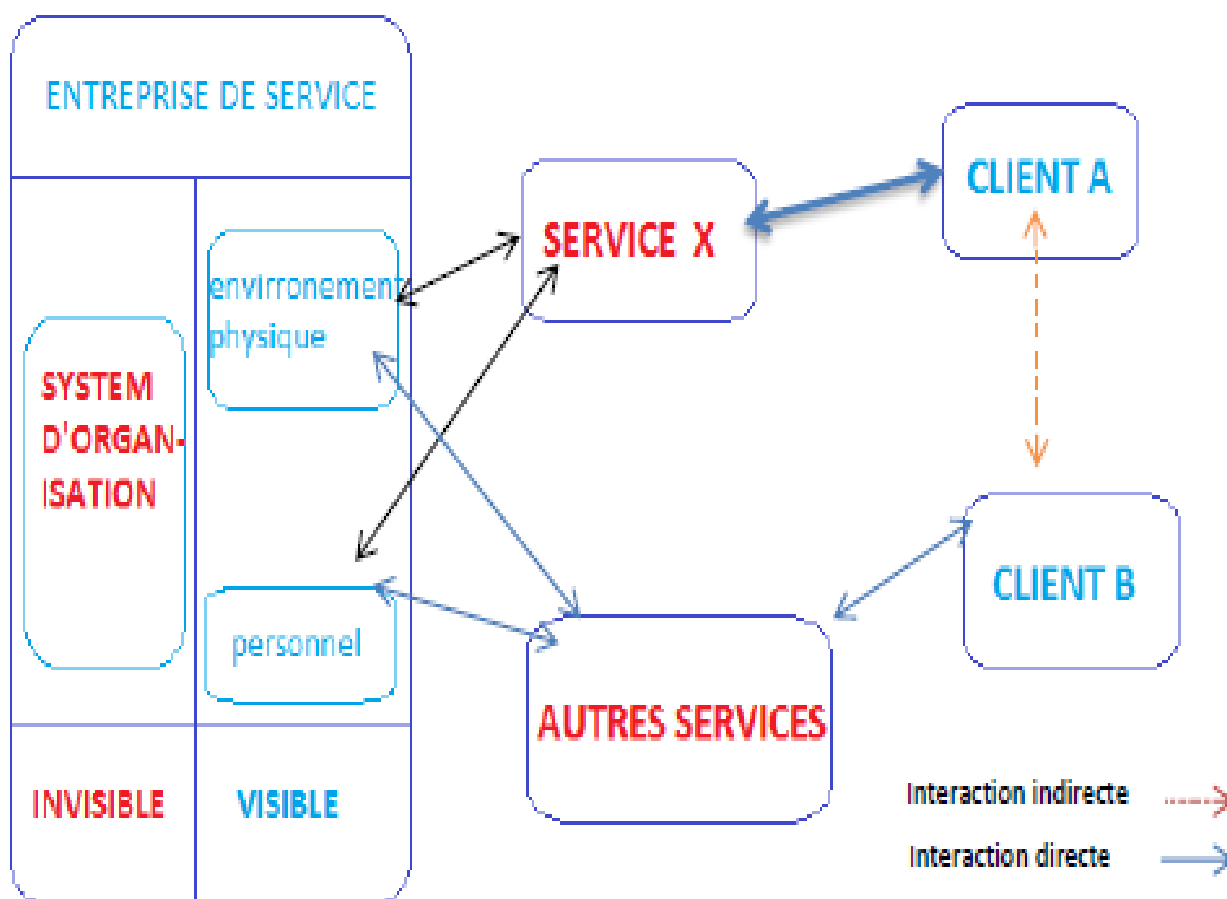 ENTREPRISE DE SERVICE
CLIENT A
SERVICE X
envirronement
physique
SYSTEM
D'ORGAN-
ISATION
CLIENT B
personnel
AUTRES SERVICES
INVISIBLE
VISIBLE
Interaction indirecte
Interaction directe